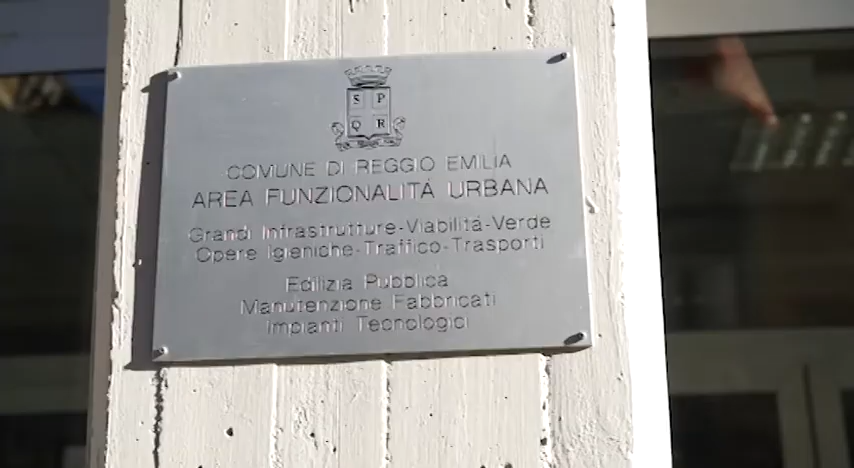 S P
Q R
COMUNE DI REGGIO EMILIA
AREA FUNZIONALITÀ URBANA
Grandi Infrastrutture-Viabilità-Verde
Opere Igieniche-Traffico-Trasporti
Edilizia Pubblica
Manutenzione Fabbricati
Impianti Tecnologici